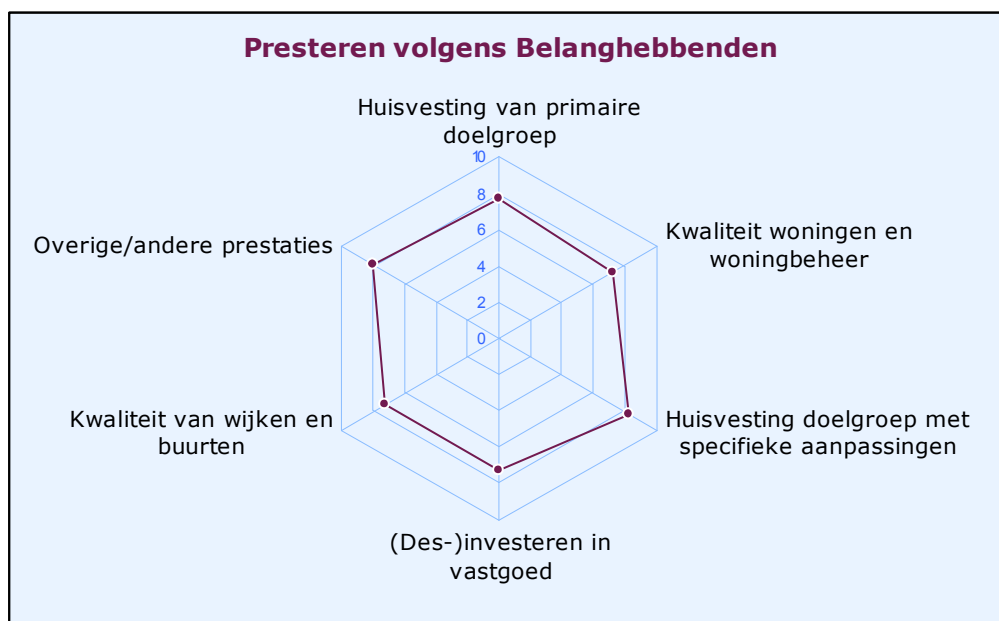 Presteren volgens Belanghebbenden
Huisvesting van primaire
doelgroep
10
8
6
4
2
0
Kwaliteit woningen en
woningbeheer
Huisvesting doelgroep met
specifieke aanpassingen
(Des-)investeren in
vastgoed
Kwaliteit van wijken en
buurten
Overige/andere prestaties